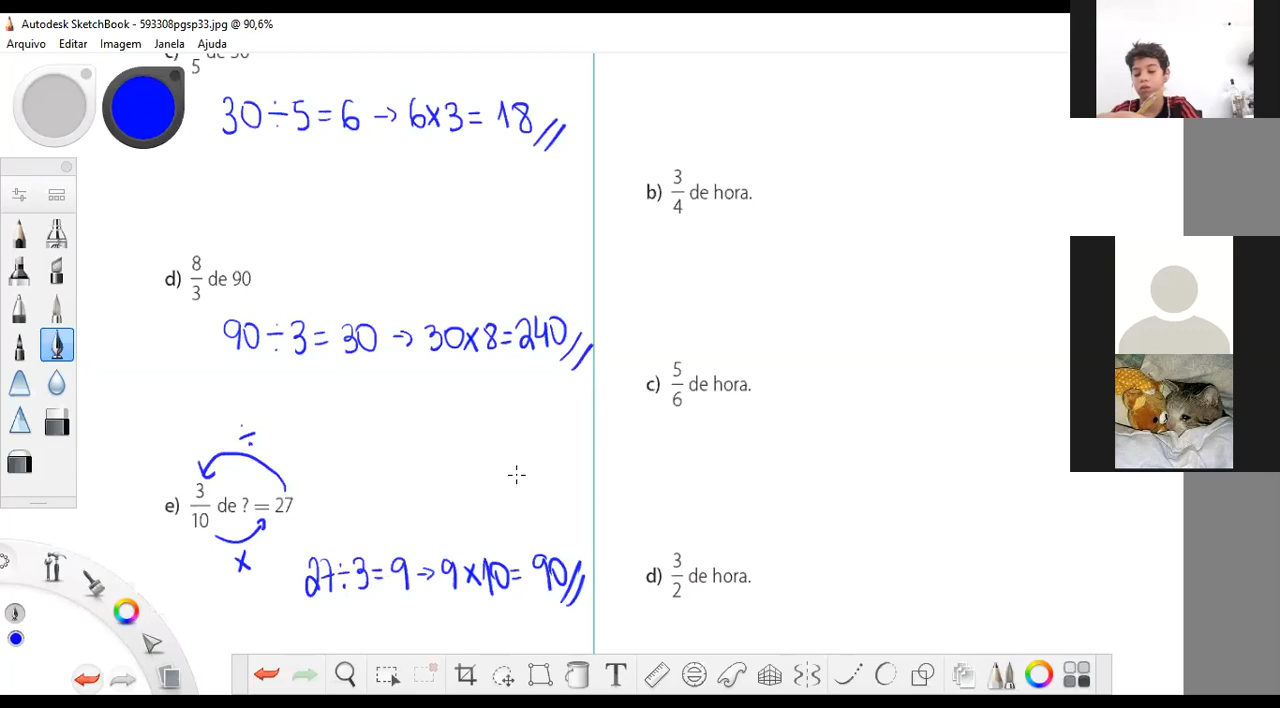 Autodesk SketchBook - 593308pgsp33.jpg @ 90,6%
Arquivo Editar Imagem Janela Ajuda
5
30÷5=6 → 6x3= 18//
d) 8/3 de 90
90÷3= 30 → 30x8=240//
÷
e) 3/10 de ? = 27
x
27÷3=9→9x10= 90//
b) 3/4 de hora.
c) 5/6 de hora.
d) 3/2 de hora.
T